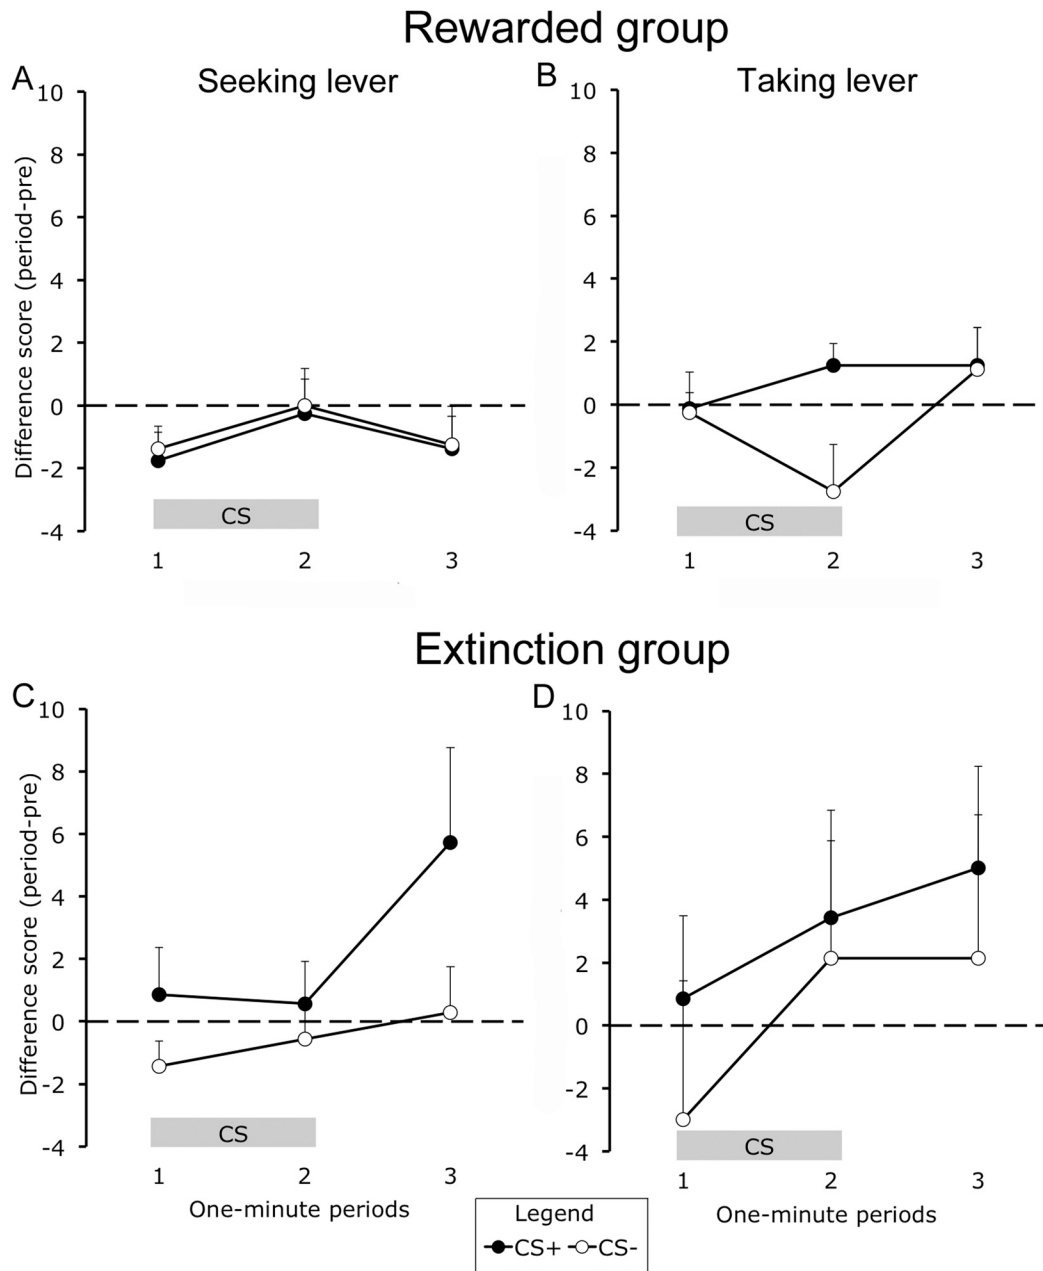 Rewarded group
A
Seeking lever
B
Taking lever
Difference score (period-pre)
10
8
6
4
2
0
-2
-4
CS
1 2 3
10
8
6
4
2
0
-2
-4
CS
1 2 3
Extinction group
C
D
Difference score (period-pre)
10
8
6
4
2
0
-2
-4
CS
1 2 3
One-minute periods
10
8
6
4
2
0
-2
-4
CS
1 2 3
One-minute periods
Legend
CS+ CS-